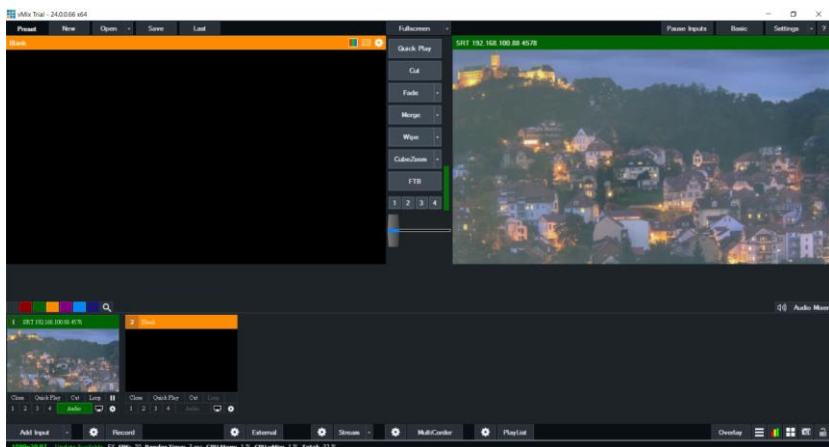 vMix Trial - 24.0.0.66 x64
Preset New Open Save Last Fullscreen Pause Inputs Basic Settings ?
Blank
SRT 192.168.100.88 4578
Quick Play
Cut
Fade
Merge
Wipe
CubeZoom
FTB
1 2 3 4
Audio Mixer
1 SRT 192.168.100.88 4578
2 Blank
Close Quick Play Cut Loop
Close Quick Play Cut Loop
1 2 3 4 Audio
1 2 3 4 Audio
Add Input Record External Stream MultiCorder PlayList Overlay